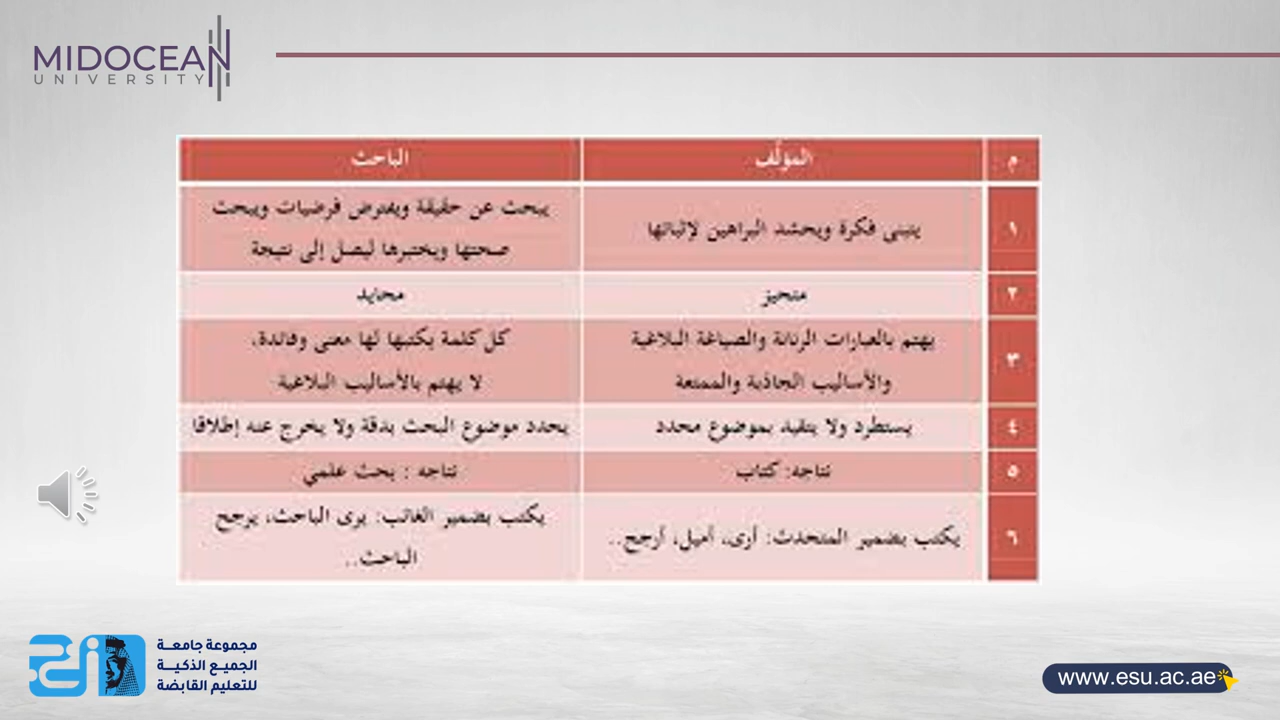 MIDOCEAN
UNIVERSITY
م
المؤلّف
الباحث
١
يتبنى فكرة ويحشد البراهين لإثباتها
يبحث عن حقيقة ويفترض فرضيات ويبحث
صحتها ويختبرها ليصل إلى نتيجة
٢
متحيز
محايد
٣
يهتم بالعبارات الرنانة والصياغة البلاغية
والأساليب الجاذبة والممتعة
كل كلمة يكتبها لها معنى وفائدة،
لا يهتم بالأساليب البلاغية
٤
يستطرد ولا يتقيد بموضوع محدد
يحدد موضوع البحث بدقة ولا يخرج عنه إطلاقا
٥
نتاجه: كتاب
نتاجه : بحث علمي
٦
يكتب بضمير المتحدث: أرى، أميل، أرجح..
يكتب بضمير الغائب: يرى الباحث، يرجح
الباحث..
مجموعة جامعة
الجميع الذكية
للتعليم القابضة
www.esu.ac.ae